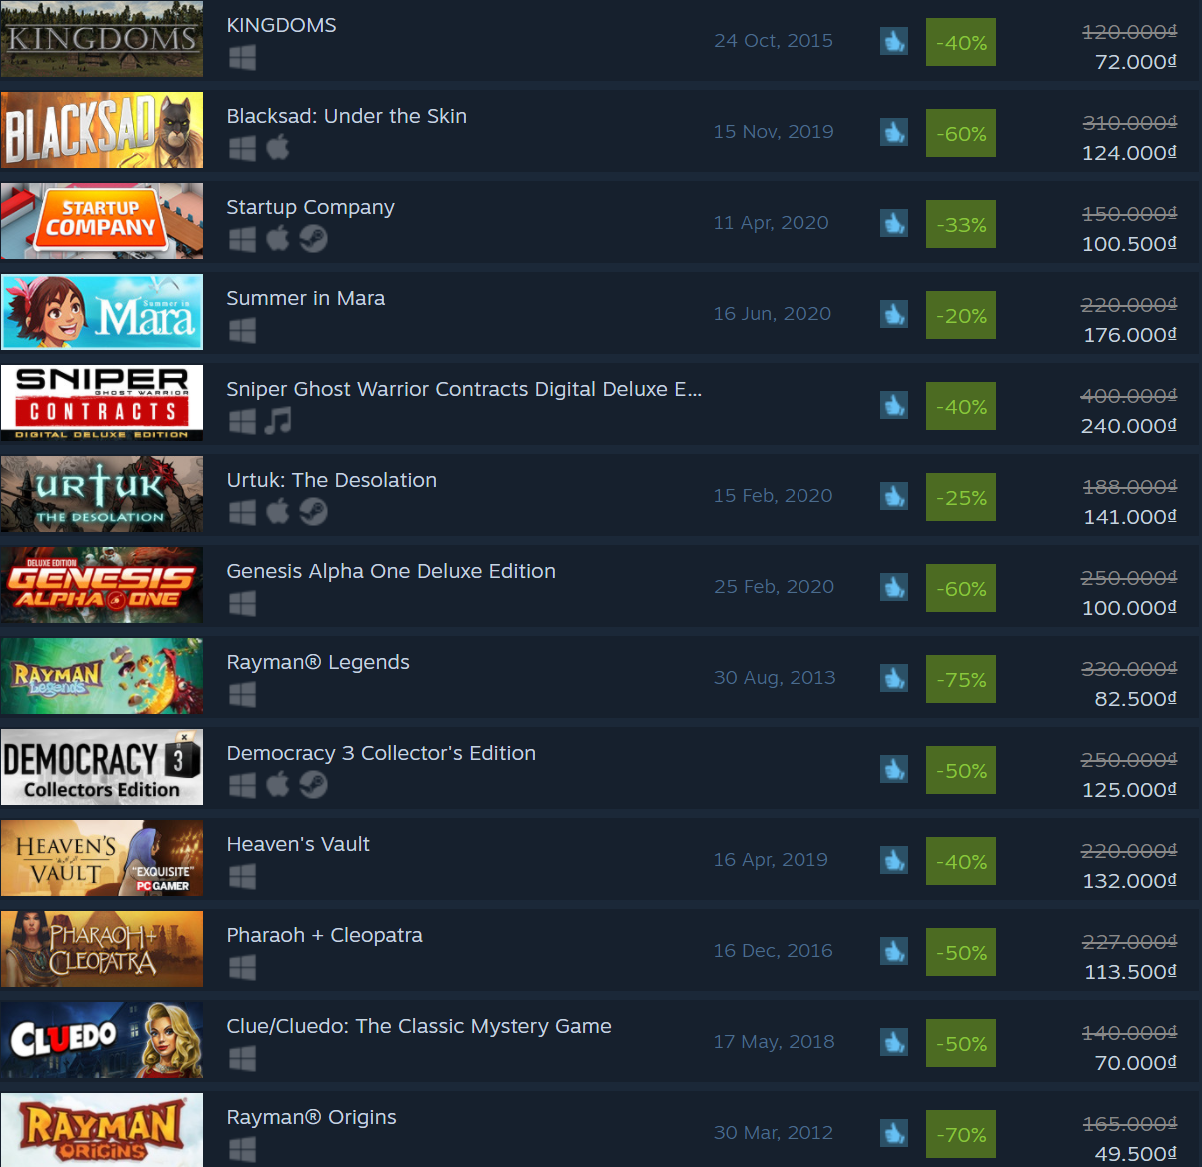 KINGDOMS
KINGDOMS
24 Oct, 2015
-40%
120.000₫
72.000₫
BLACKSAD
Blacksad: Under the Skin
15 Nov, 2019
-60%
310.000₫
124.000₫
STARTUP
COMPANY
Startup Company
11 Apr, 2020
-33%
150.000₫
100.500₫
Summer in
Mara
Summer in Mara
16 Jun, 2020
-20%
220.000₫
176.000₫
SNIPER
GHOST WARRIOR
CONTRACTS
DIGITAL DELUXE EDITION
Sniper Ghost Warrior Contracts Digital Deluxe E...
-40%
400.000₫
240.000₫
URTUK
THE DESOLATION
Urtuk: The Desolation
15 Feb, 2020
-25%
188.000₫
141.000₫
DELUXE EDITION
GENESIS
ALPHA ONE
Genesis Alpha One Deluxe Edition
25 Feb, 2020
-60%
250.000₫
100.000₫
RAYMAN
Legends
Rayman® Legends
30 Aug, 2013
-75%
330.000₫
82.500₫
DEMOCRACY 3
Collectors Edition
Democracy 3 Collector's Edition
-50%
250.000₫
125.000₫
HEAVEN'S
VAULT
"EXQUISITE"
PC GAMER
Heaven's Vault
16 Apr, 2019
-40%
220.000₫
132.000₫
PHARAOH+
CLEOPATRA
Pharaoh + Cleopatra
16 Dec, 2016
-50%
227.000₫
113.500₫
CLUEDO
Clue/Cluedo: The Classic Mystery Game
17 May, 2018
-50%
140.000₫
70.000₫
RAYMAN
ORIGINS
Rayman® Origins
30 Mar, 2012
-70%
165.000₫
49.500₫